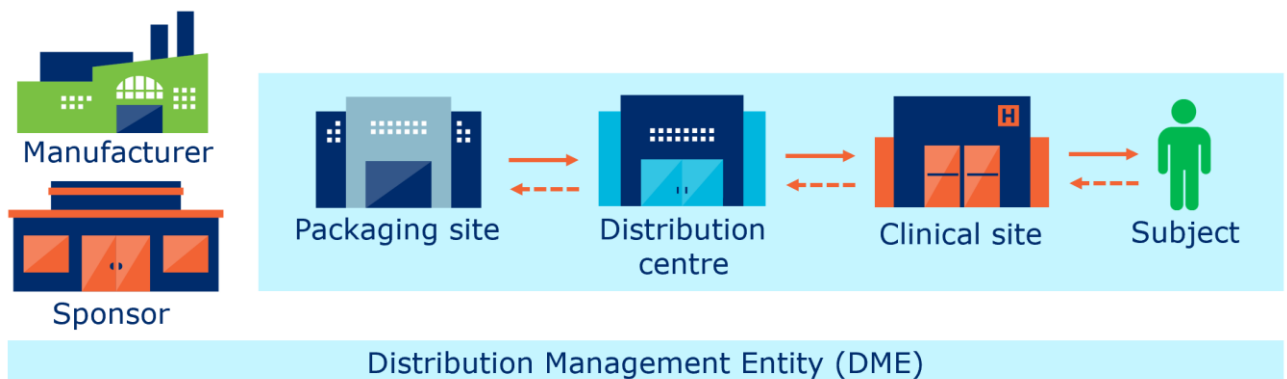 Manufacturer
Sponsor
Packaging site
Distribution
centre
Clinical site
H
Subject
Distribution Management Entity (DME)